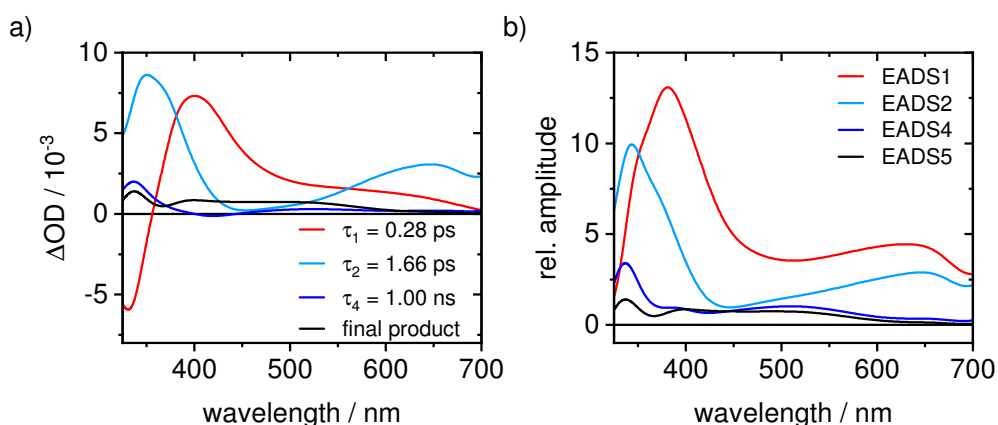 a)
10
5
0
-5
ΔOD / 10⁻³
τ₁ = 0.28 ps
τ₂ = 1.66 ps
τ₄ = 1.00 ns
final product
400 500 600 700
wavelength / nm
b)
15
10
5
0
rel. amplitude
EADS1
EADS2
EADS4
EADS5
400 500 600 700
wavelength / nm